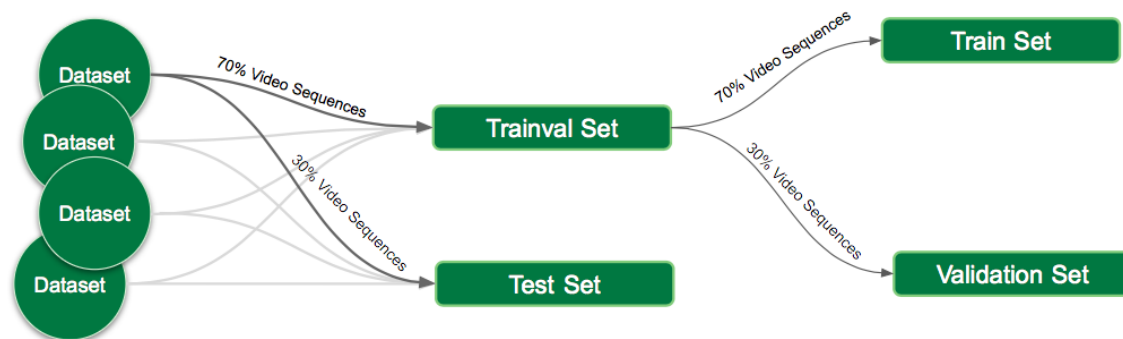 Dataset
Dataset
Dataset
Dataset
70% Video Sequences
30% Video Sequences
Trainval Set
Test Set
70% Video Sequences
30% Video Sequences
Train Set
Validation Set